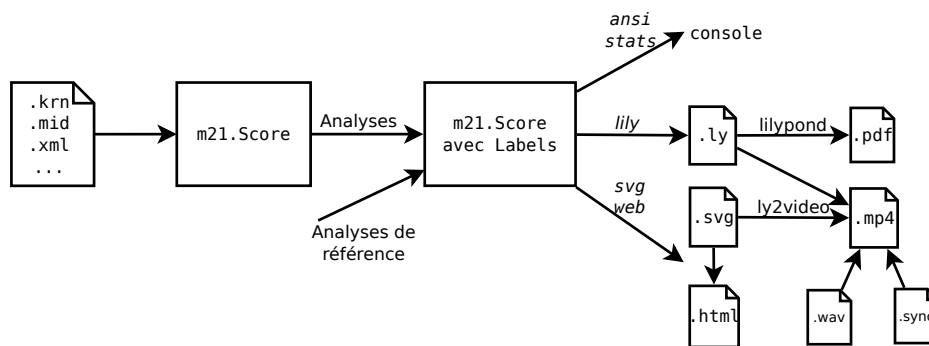 ansi
stats
console
.krn
.mid
.xml
...
m21.Score
Analyses
m21.Score
avec Labels
lily
.ly
lilypond
.pdf
svg
web
.svg
ly2video
.mp4
Analyses de
référence
.html
.wav
.sync